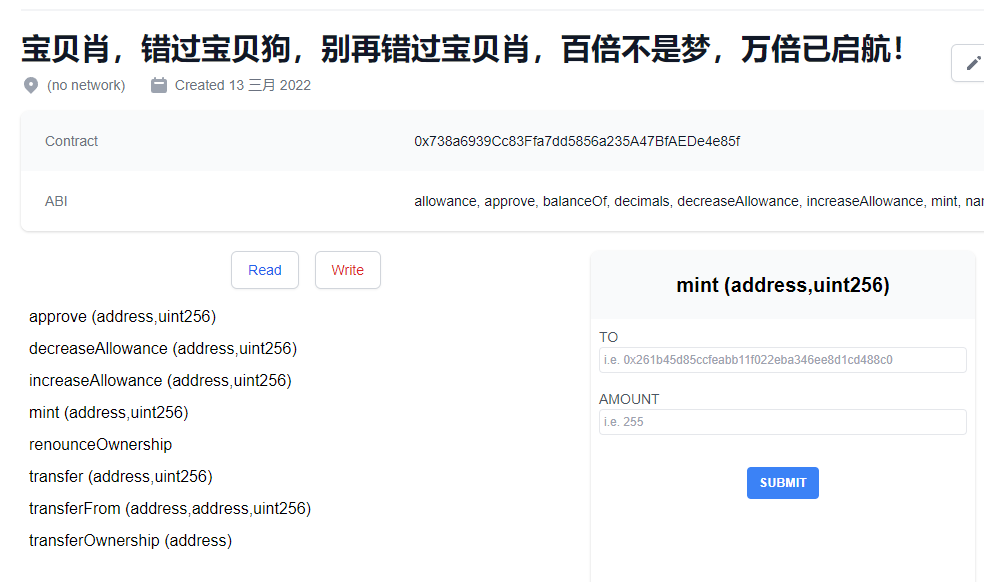 宝贝肖，错过宝贝狗，别再错过宝贝肖，百倍不是梦，万倍已启航！
(no network) Created 13 三月 2022
Contract 0x738a6939Cc83Ffa7dd5856a235A47BfAEDe4e85f
ABI allowance, approve, balanceOf, decimals, decreaseAllowance, increaseAllowance, mint, nar
Read Write
approve (address,uint256)
decreaseAllowance (address,uint256)
increaseAllowance (address,uint256)
mint (address,uint256)
renounceOwnership
transfer (address,uint256)
transferFrom (address,address,uint256)
transferOwnership (address)
mint (address,uint256)
TO
i.e. 0x261b45d85ccfeabb11f022eba346ee8d1cd488c0
AMOUNT
i.e. 255
SUBMIT